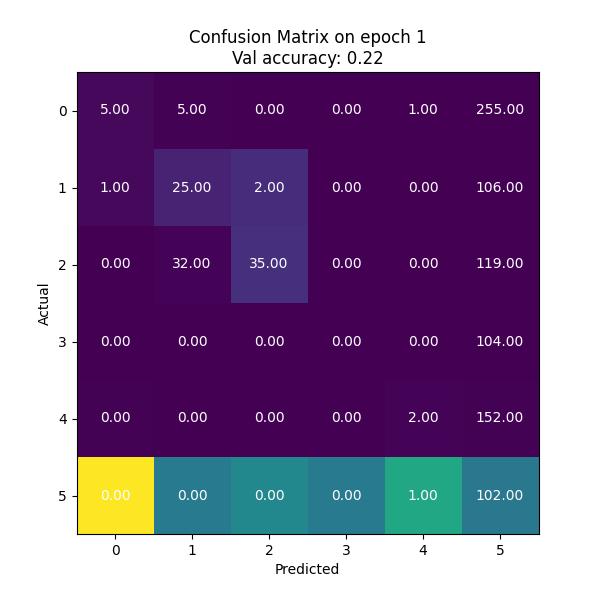 Confusion Matrix on epoch 1
Val accuracy: 0.22
0 5.00 5.00 0.00 0.00 1.00 255.00
1 1.00 25.00 2.00 0.00 0.00 106.00
2 0.00 32.00 35.00 0.00 0.00 119.00
3 0.00 0.00 0.00 0.00 0.00 104.00
4 0.00 0.00 0.00 0.00 2.00 152.00
5 0.00 0.00 0.00 0.00 1.00 102.00
0 1 2 3 4 5
Predicted
Actual